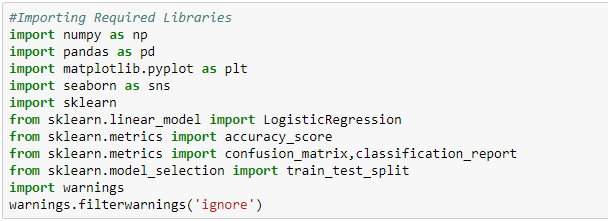 #Importing Required Libraries
import numpy as np
import pandas as pd
import matplotlib.pyplot as plt
import seaborn as sns
import sklearn
from sklearn.linear_model import LogisticRegression
from sklearn.metrics import accuracy_score
from sklearn.metrics import confusion_matrix,classification_report
from sklearn.model_selection import train_test_split
import warnings
warnings.filterwarnings('ignore')